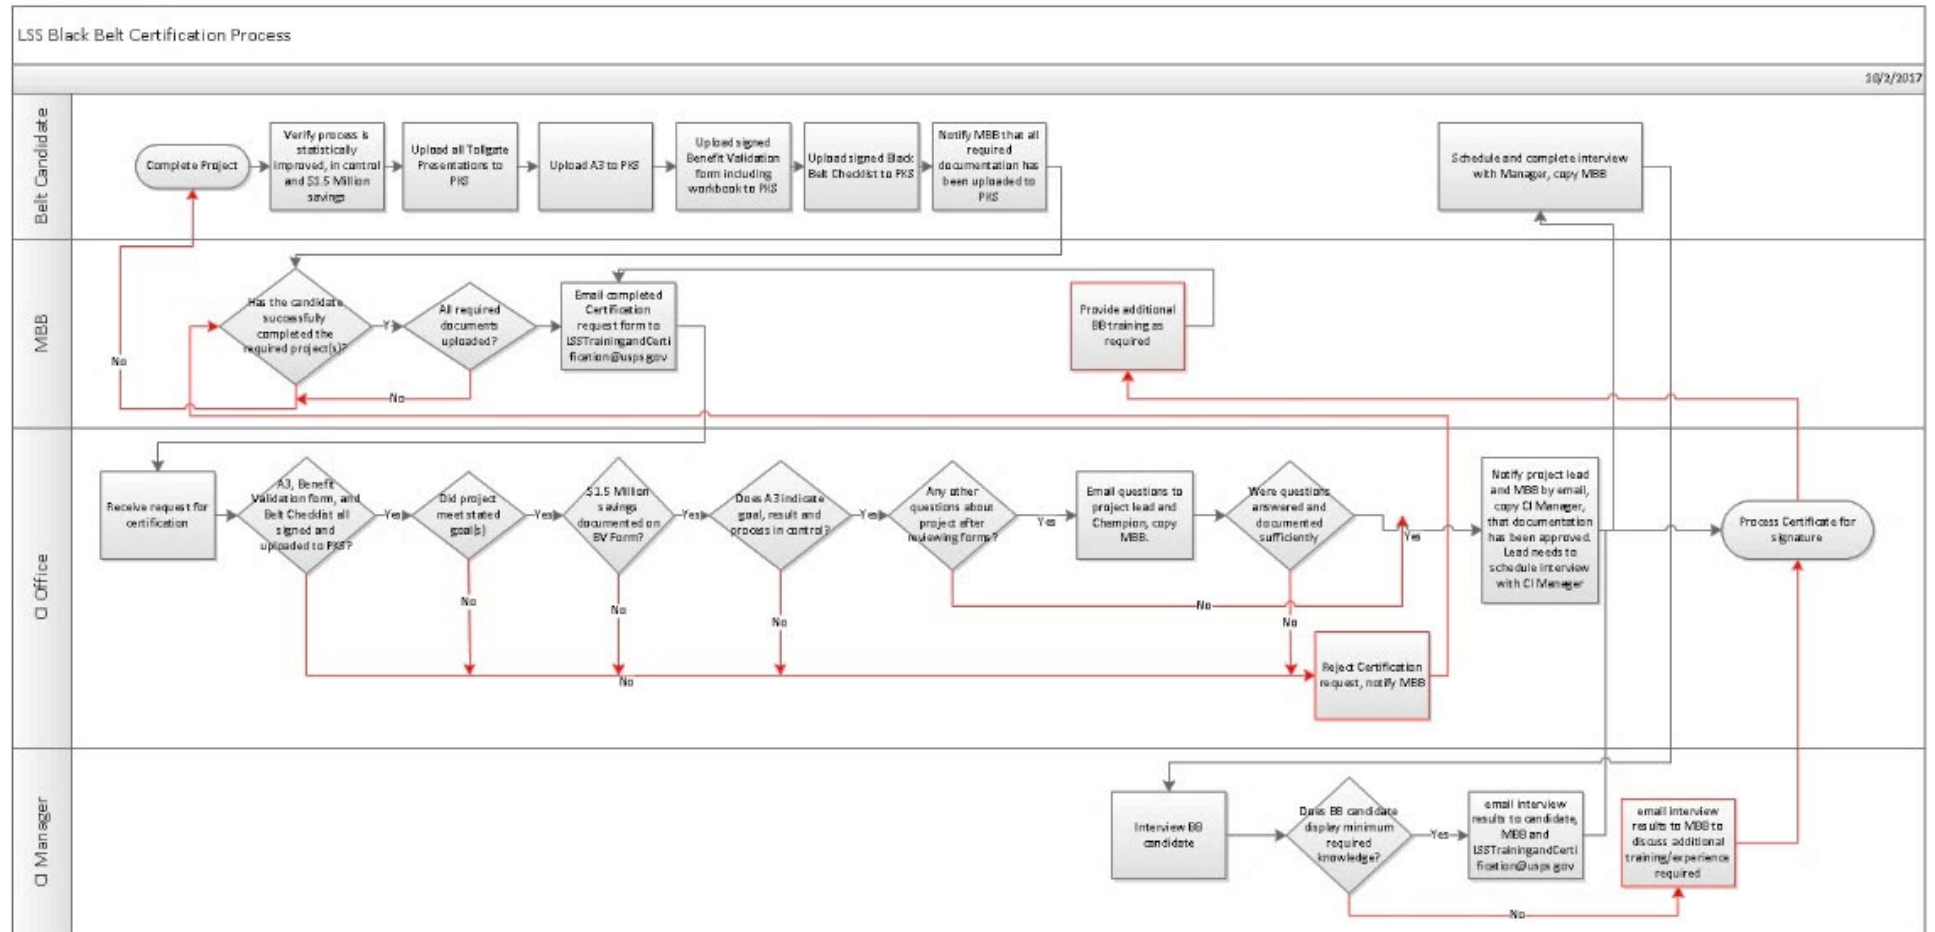 LSS Black Belt Certification Process
10/2/2017
Belt Candidate
Complete Project
Verify process is
statistically
improved, in control
and $1.5 Million
savings
Upload all Tollgate
Presentations to
PKS
Upload A3 to PKS
Upload signed
Benefit Validation
form including
workbook to PKS
Upload signed Black
Belt Checklist to PKS
Notify MBB that all
required
documentation has
been uploaded to
PKS
Schedule and complete interview
with Manager, copy MBB
MBB
Has the candidate
successfully
completed the
required project(s)?
Y
No
All required
documents
uploaded?
No
Email completed
Certification
request form to
LSSTrainingandCerti
fication@usps.gov
Provide additional
BB training as
required
CI Office
Receive request for
certification
A3, Benefit
Validation form, and
Belt Checklist all
signed and
uploaded to PKS?
Yes
Did project
meet stated
goal(s)
Yes
No
$1.5 Million
savings
documented on
BV Form?
Yes
No
Does A3 indicate
goal, result and
process in control?
Yes
No
Any other
questions about
project after
reviewing forms?
Yes
No
Email questions to
project lead and
Champion, copy
MBB.
Were questions
answered and
documented
sufficiently
Yes
No
No
Reject Certification
request, notify MBB
Notify project lead
and MBB by email,
copy CI Manager,
that documentation
has been approved.
Lead needs to
schedule interview
with CI Manager
Process Certificate for
signature
CI Manager
Interview BB
candidate
Does BB candidate
display minimum
required
knowledge?
Yes
No
email interview
results to candidate,
MBB and
LSSTrainingandCerti
fication@usps.gov
email interview
results to MBB to
discuss additional
training/experience
required